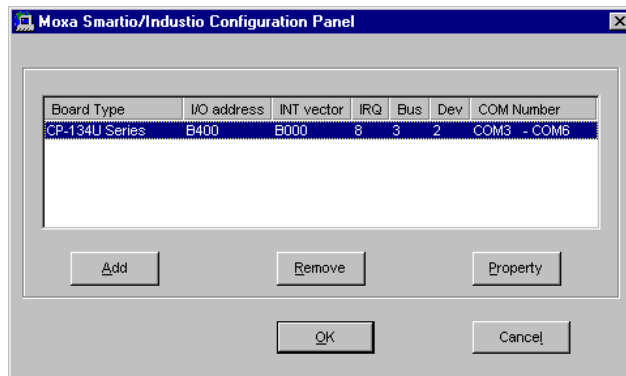 Moxa Smartio/Industio Configuration Panel
Board Type I/O address INT vector IRQ Bus Dev COM Number
CP-134U Series B400 B000 8 3 2 COM3 - COM6
Add Remove Property
OK Cancel